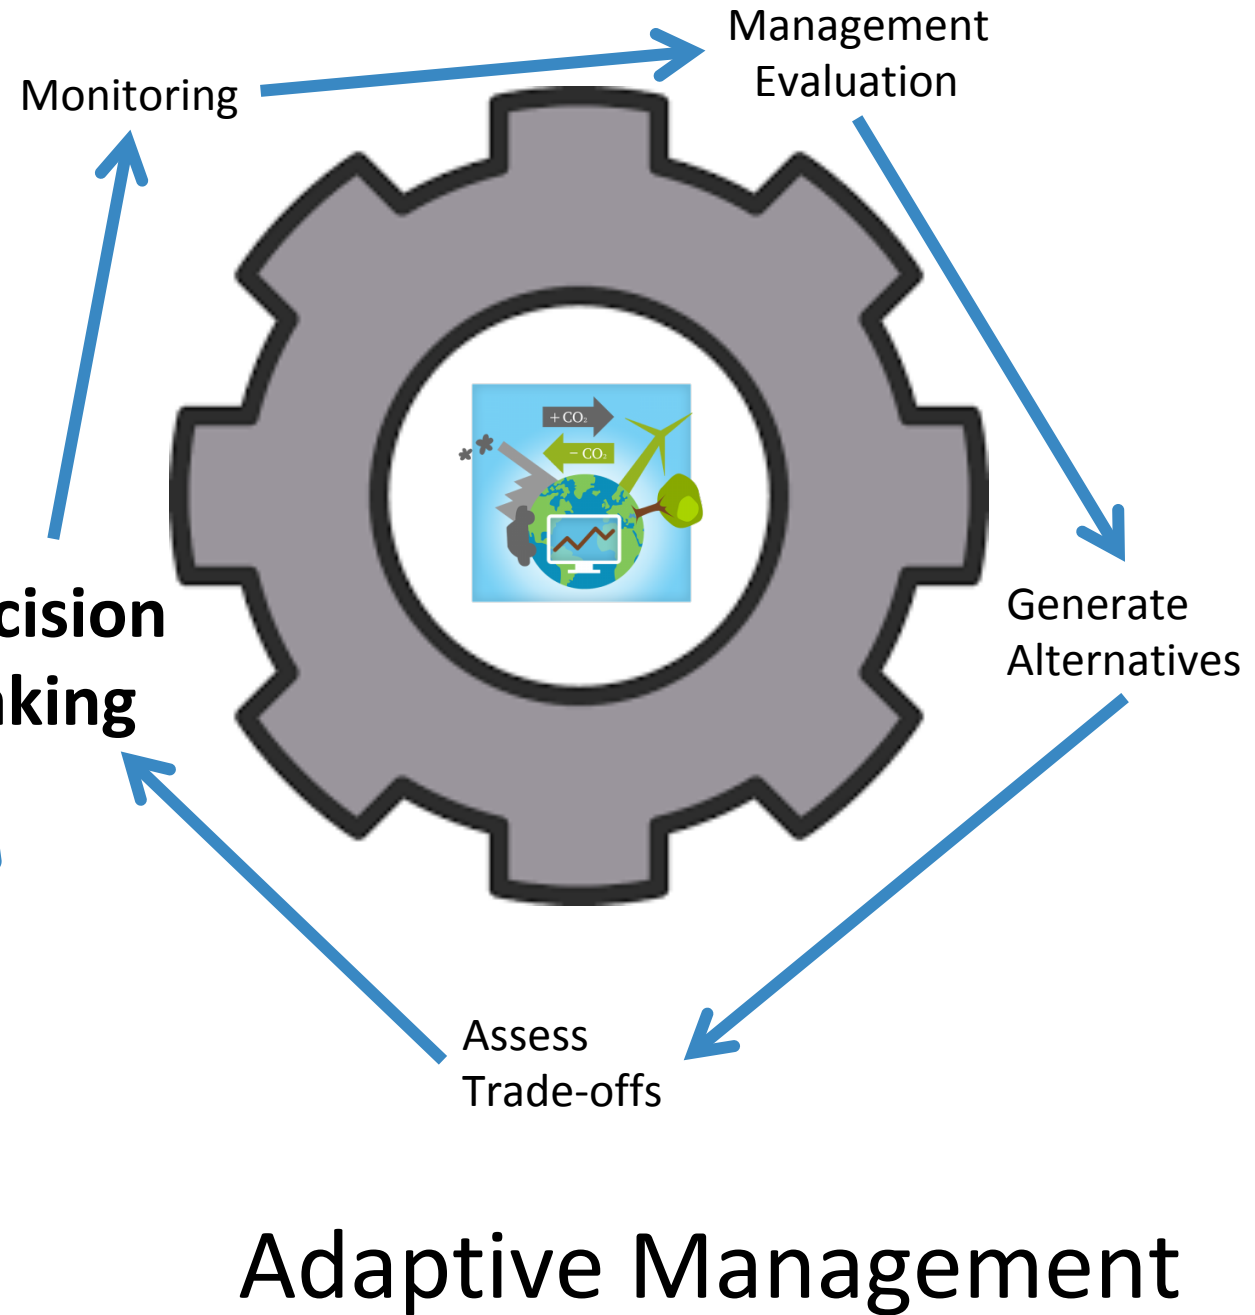 Management
Evaluation
Monitoring
+ CO₂
− CO₂
cision
king
Generate
Alternatives
Assess
Trade-offs
Adaptive Management